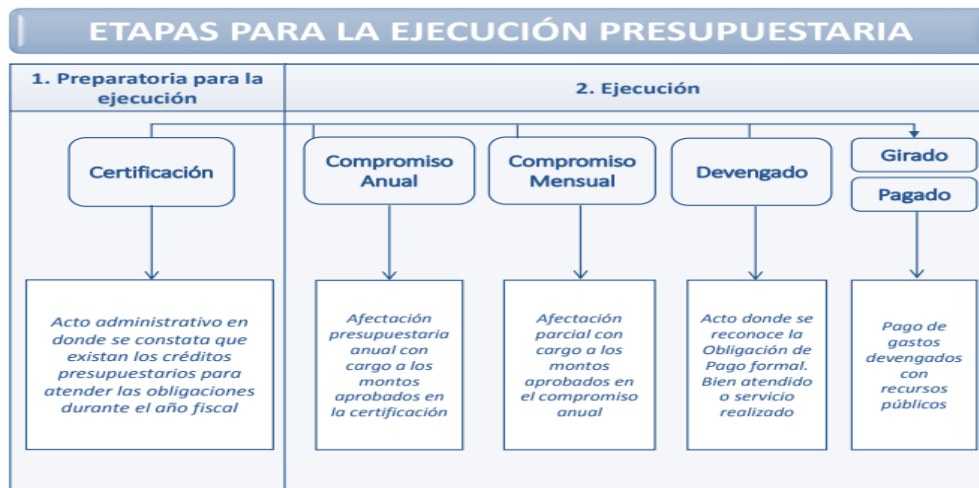 ETAPAS PARA LA EJECUCIÓN PRESUPUESTARIA
1. Preparatoria para la
ejecución
2. Ejecución
Certificación
Compromiso
Anual
Compromiso
Mensual
Devengado
Girado
Pagado
Acto administrativo en
donde se constata que
existan los créditos
presupuestarios para
atender las obligaciones
durante el año fiscal
Afectación
presupuestaria
anual con
cargo a los
montos
aprobados en
la certificación
Afectación
parcial con
cargo a los
montos
aprobados en
el compromiso
anual
Acto donde se
reconoce la
Obligación de
Pago formal.
Bien atendido
o servicio
realizado
Pago de
gastos
devengados
con
recursos
públicos